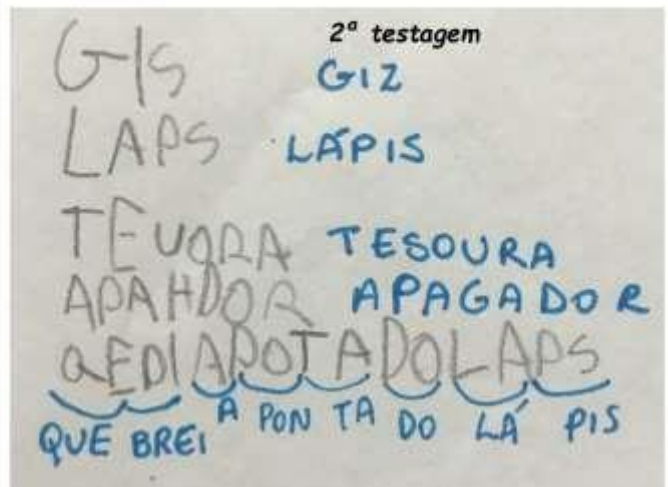 2ª testagem
GIS GIZ
LAPS LÁPIS
TEUORA TESOURA
APAHDOR APAGADOR
QEDIAPOTADOLAPS
QUE BREI A PON TA DO LÁ PIS